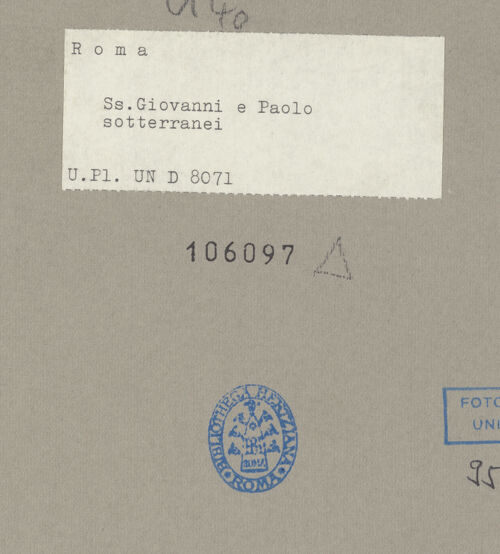 R o m a
Ss.Giovanni e Paolo
sotterranei
U.Pl. UN D 8071
106097
BIBLIOTHECA HERTZIANA
ROMA
ROMA
FOTO
UNI
95